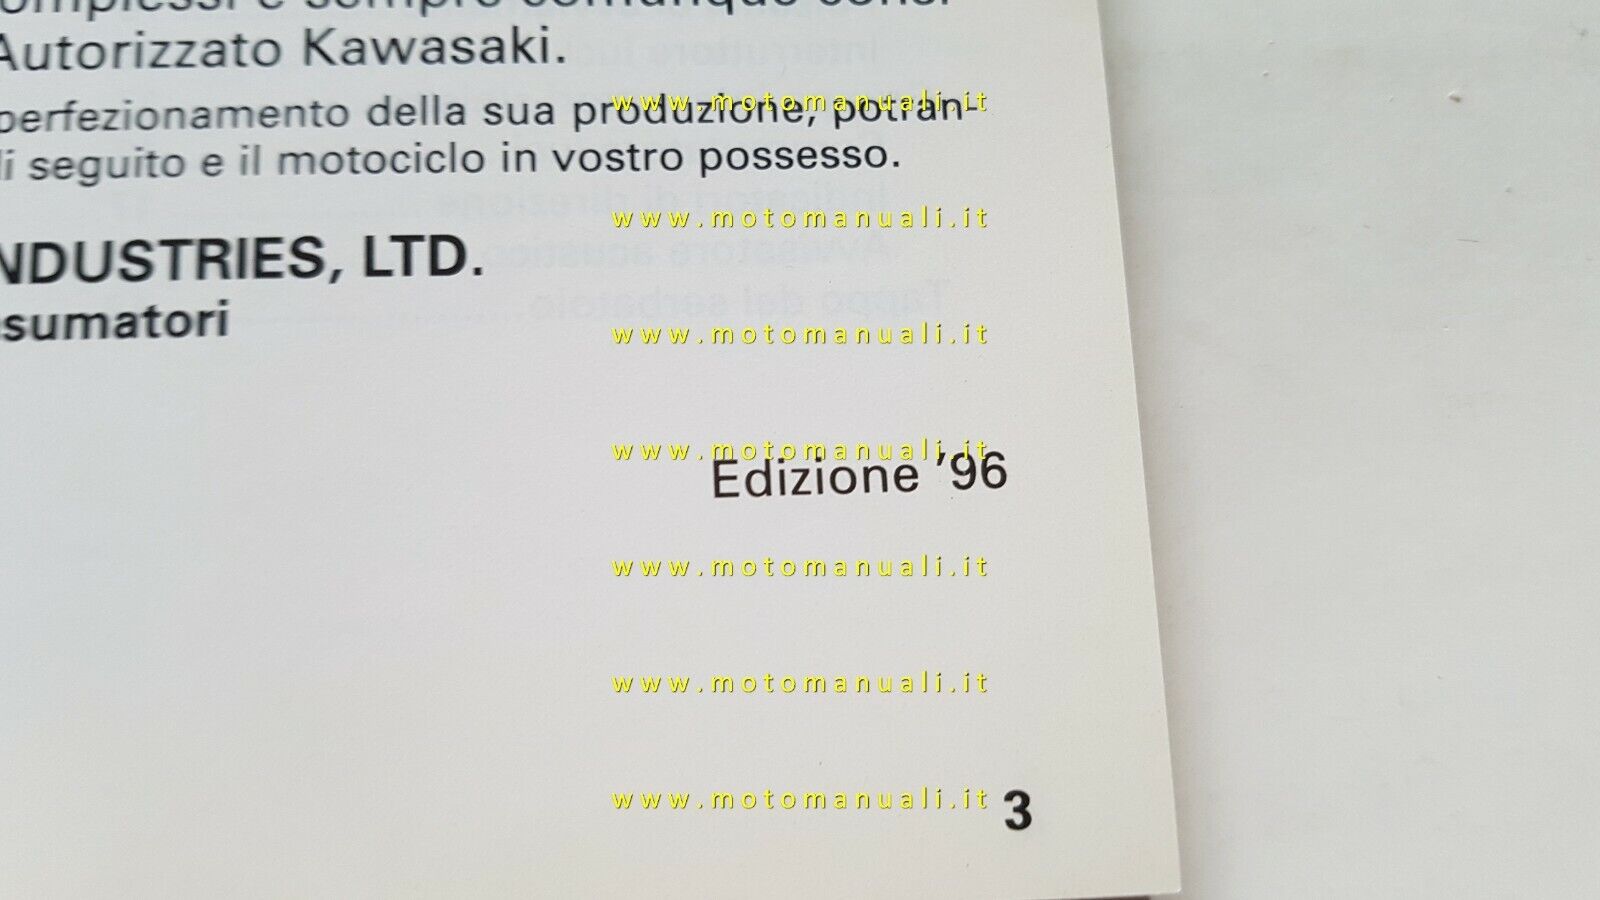 Autorizzato Kawasaki.
perfezionamento della sua produzione, potran-
di seguito e il motociclo in vostro possesso.
INDUSTRIES, LTD.
sumatori
Edizione '96
3
www.motomanuali.it
www.motomanuali.it
www.motomanuali.it
www.motomanuali.it
www.motomanuali.it
www.motomanuali.it
www.motomanuali.it